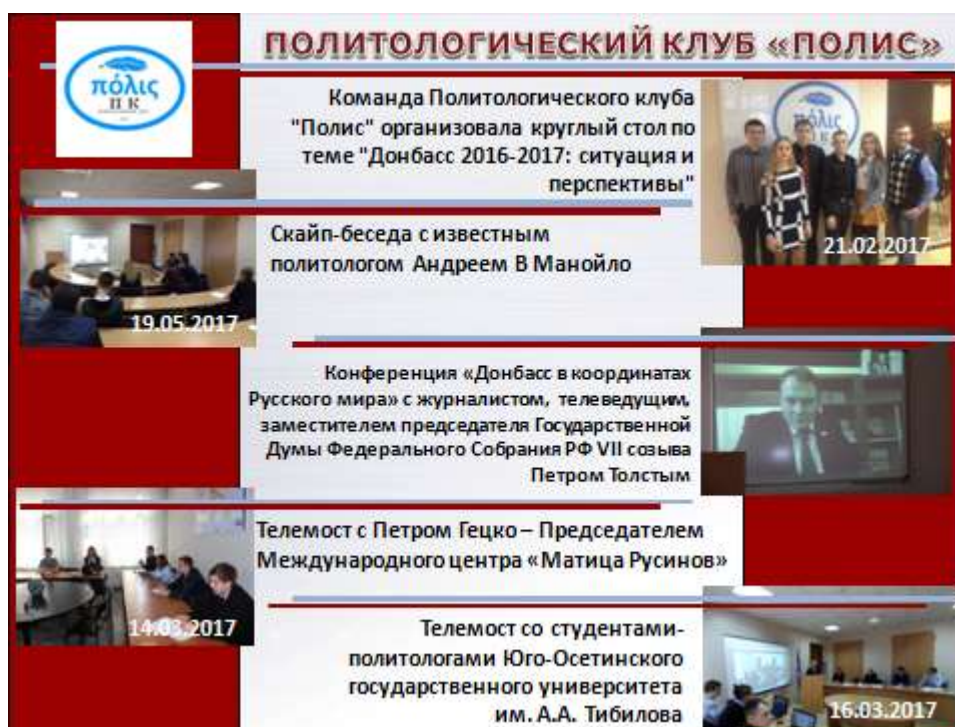 ПОЛИТОЛОГИЧЕСКИЙ КЛУБ «ПОЛИС»
πόλις
ПК
Команда Политологического клуба
"Полис" организовала круглый стол по
теме "Донбасс 2016-2017: ситуация и
перспективы"
πόλις
ПК
21.02.2017
Скайп-беседа с известным
политологом Андреем В Манойло
19.05.2017
Конференция «Донбасс в координатах
Русского мира» с журналистом, телеведущим,
заместителем председателя Государственной
Думы Федерального Собрания РФ VII созыва
Петром Толстым
Телемост с Петром Гецко – Председателем
Международного центра «Матица Русинов»
14.03.2017
Телемост со студентами-
политологами Юго-Осетинского
государственного университета
им. А.А. Тибилова
16.03.2017